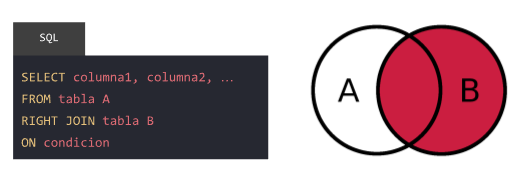 SQL
SELECT columna1, columna2, ...
FROM tabla A
RIGHT JOIN tabla B
ON condicion
A
B